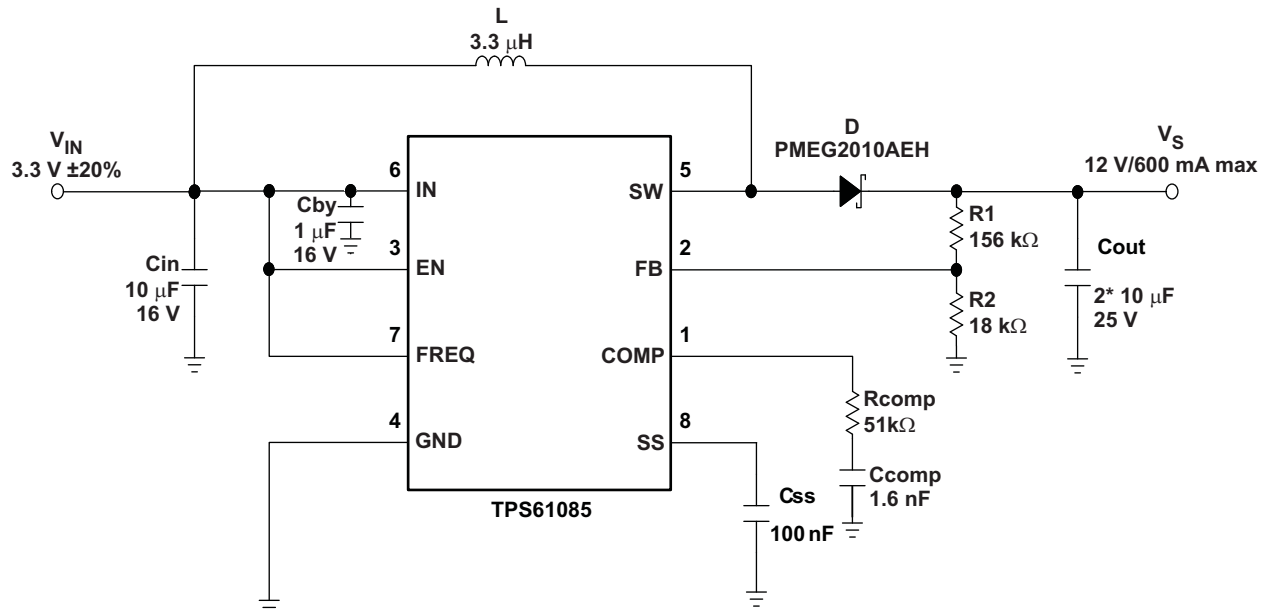 L
3.3 μH
VIN
3.3 V ±20%
D
PMEG2010AEH
VS
12 V/600 mA max
6
IN
5
SW
Cby
1 μF
16 V
R1
156 kΩ
Cin
10 μF
16 V
3
EN
2
FB
Cout
2* 10 μF
25 V
R2
18 kΩ
7
FREQ
1
COMP
Rcomp
51kΩ
4
GND
8
SS
Ccomp
1.6 nF
Css
100 nF
TPS61085